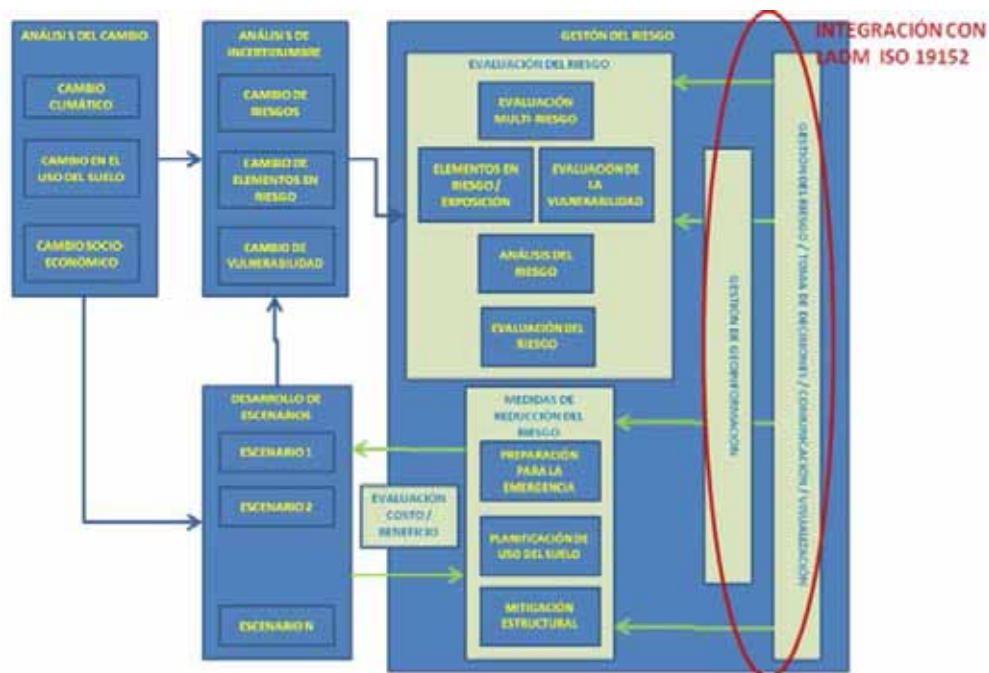 ANÁLISIS DEL CAMBIO
CAMBIO
CLIMÁTICO
CAMBIO EN EL
USO DEL SUELO
CAMBIO SOCIO
ECONÓMICO
ANÁLISIS DE
INCERTIDUMBRE
CAMBIO DE
RIESGOS
CAMBIO DE
ELEMENTOS EN
RIESGO
CAMBIO DE
VULNERABILIDAD
DESARROLLO DE
ESCENARIOS
ESCENARIO 1
ESCENARIO 2
ESCENARIO N
GESTÓN DEL RIESGO
EVALUACIÓN DEL RIESGO
EVALUACIÓN
MULTI-RIESGO
ELEMENTOS EN
RIESGO /
EXPOSICIÓN
EVALUACIÓN DE
LA
VULNERABILIDAD
ANÁLISIS DEL
RIESGO
EVALUACIÓN DEL
RIESGO
MEDIDAS DE
REDUCCIÓN DEL
RIESGO
PREPARACIÓN
PARA LA
EMERGENCIA
PLANIFICACIÓN DE
USO DEL SUELO
MITIGACIÓN
ESTRUCTURAL
EVALUACIÓN
COSTO /
BENEFICIO
GESTIÓN DE GEOINFORMACIÓN
GESTIÓN DEL RIESGO / TOMA DE DECISIONES / COMUNICACIÓN / VISUALIZACIÓN
INTEGRACIÓN CON
LADM ISO 19152